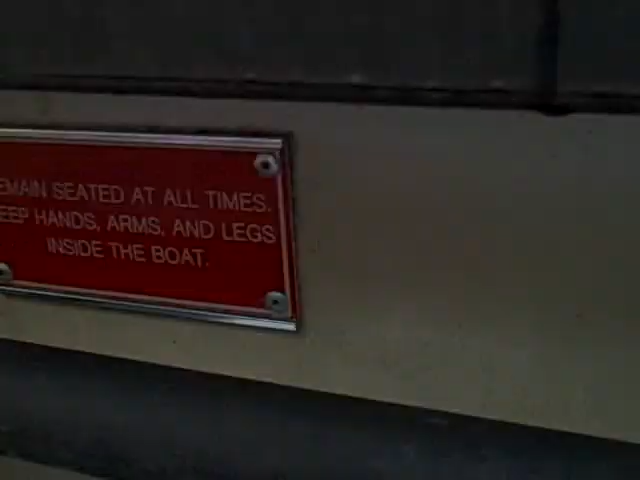 EMAIN SEATED AT ALL TIMES.
EEP HANDS, ARMS, AND LEGS
INSIDE THE BOAT.